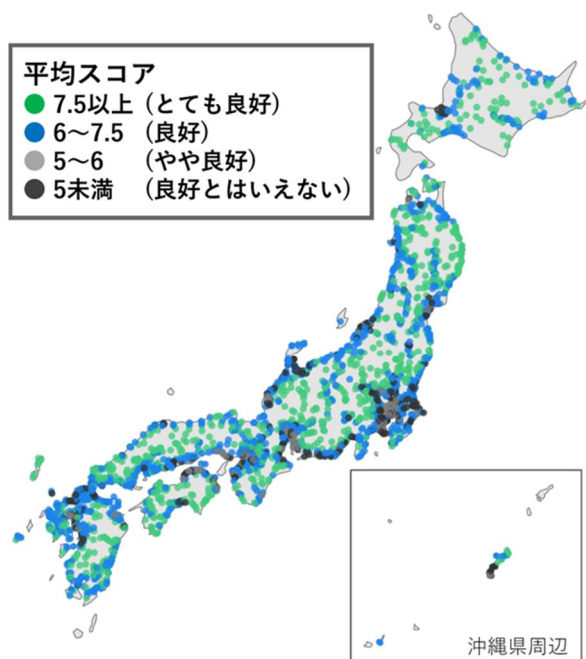 平均スコア
7.5以上（とても良好）
6～7.5 （良好）
5～6 （やや良好）
5未満 （良好とはいえない）
沖縄県周辺